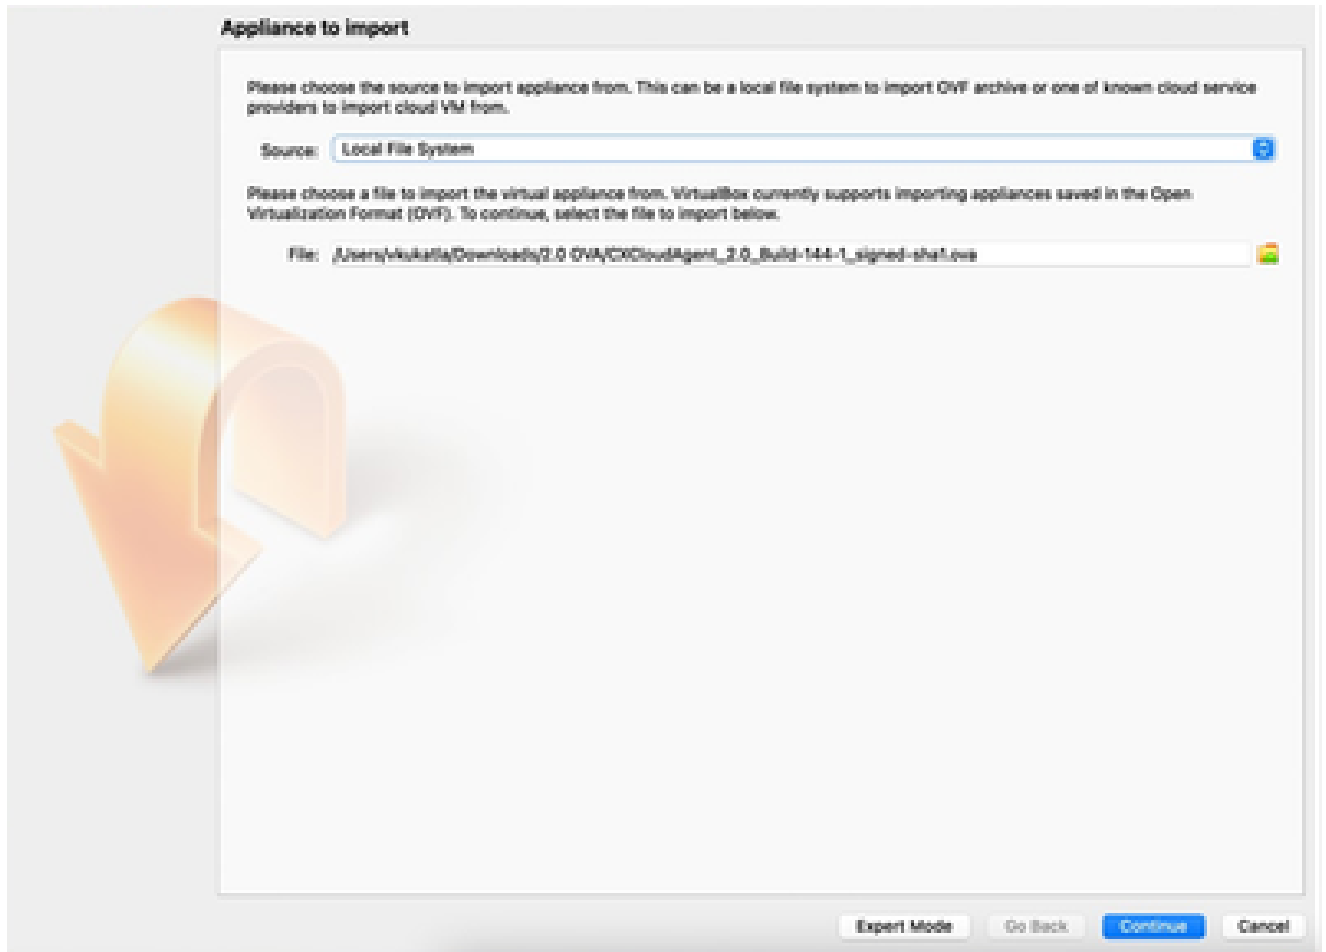 Appliance to import
Please choose the source to import appliance from. This can be a local file system to import OVF archive or one of known cloud service
providers to import cloud VM from.
Source: Local File System
Please choose a file to import the virtual appliance from. VirtualBox currently supports importing appliances saved in the Open
Virtualization Format (OVF). To continue, select the file to import below.
File: /Users/vkukatla/Downloads/2.0 OVA/CXCloudAgent_2.0_Build-144-1_signed-sha1.ova
Expert Mode Go Back Continue Cancel